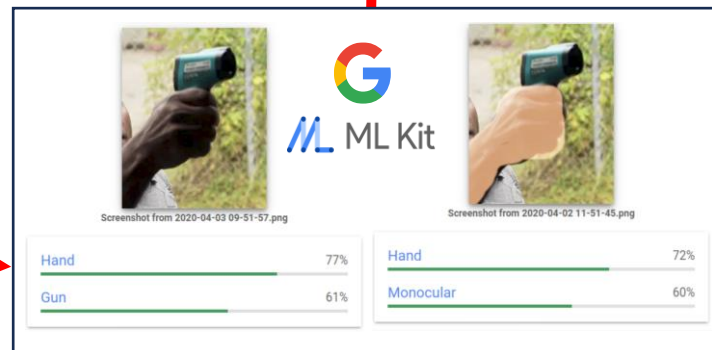 ML Kit
Screenshot from 2020-04-03 09-51-57.png
Hand 77%
Gun 61%
Screenshot from 2020-04-02 11-51-45.png
Hand 72%
Monocular 60%